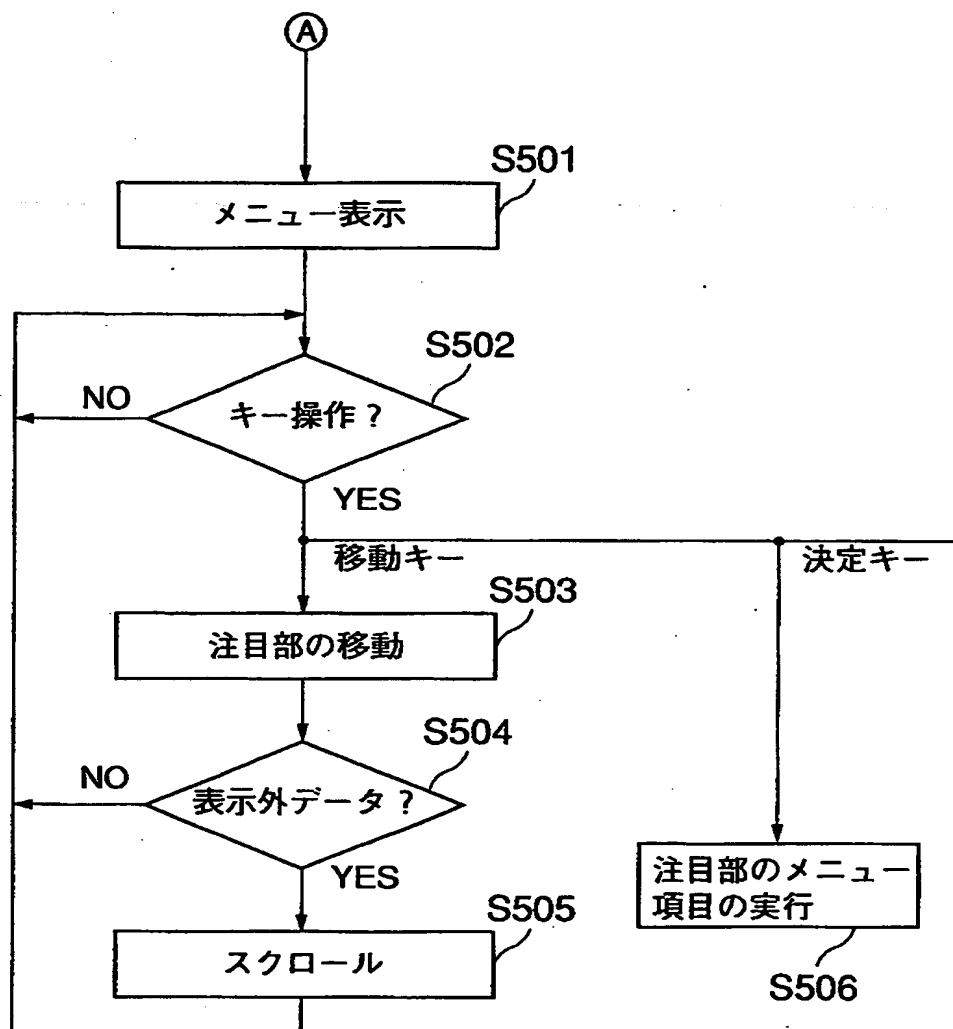 A
S501
メニュー表示
S502
NO
キー操作?
YES
移動キー
決定キー
S503
注目部の移動
S504
NO
表示外データ?
YES
注目部のメニュー
項目の実行
S505
スクロール
S506